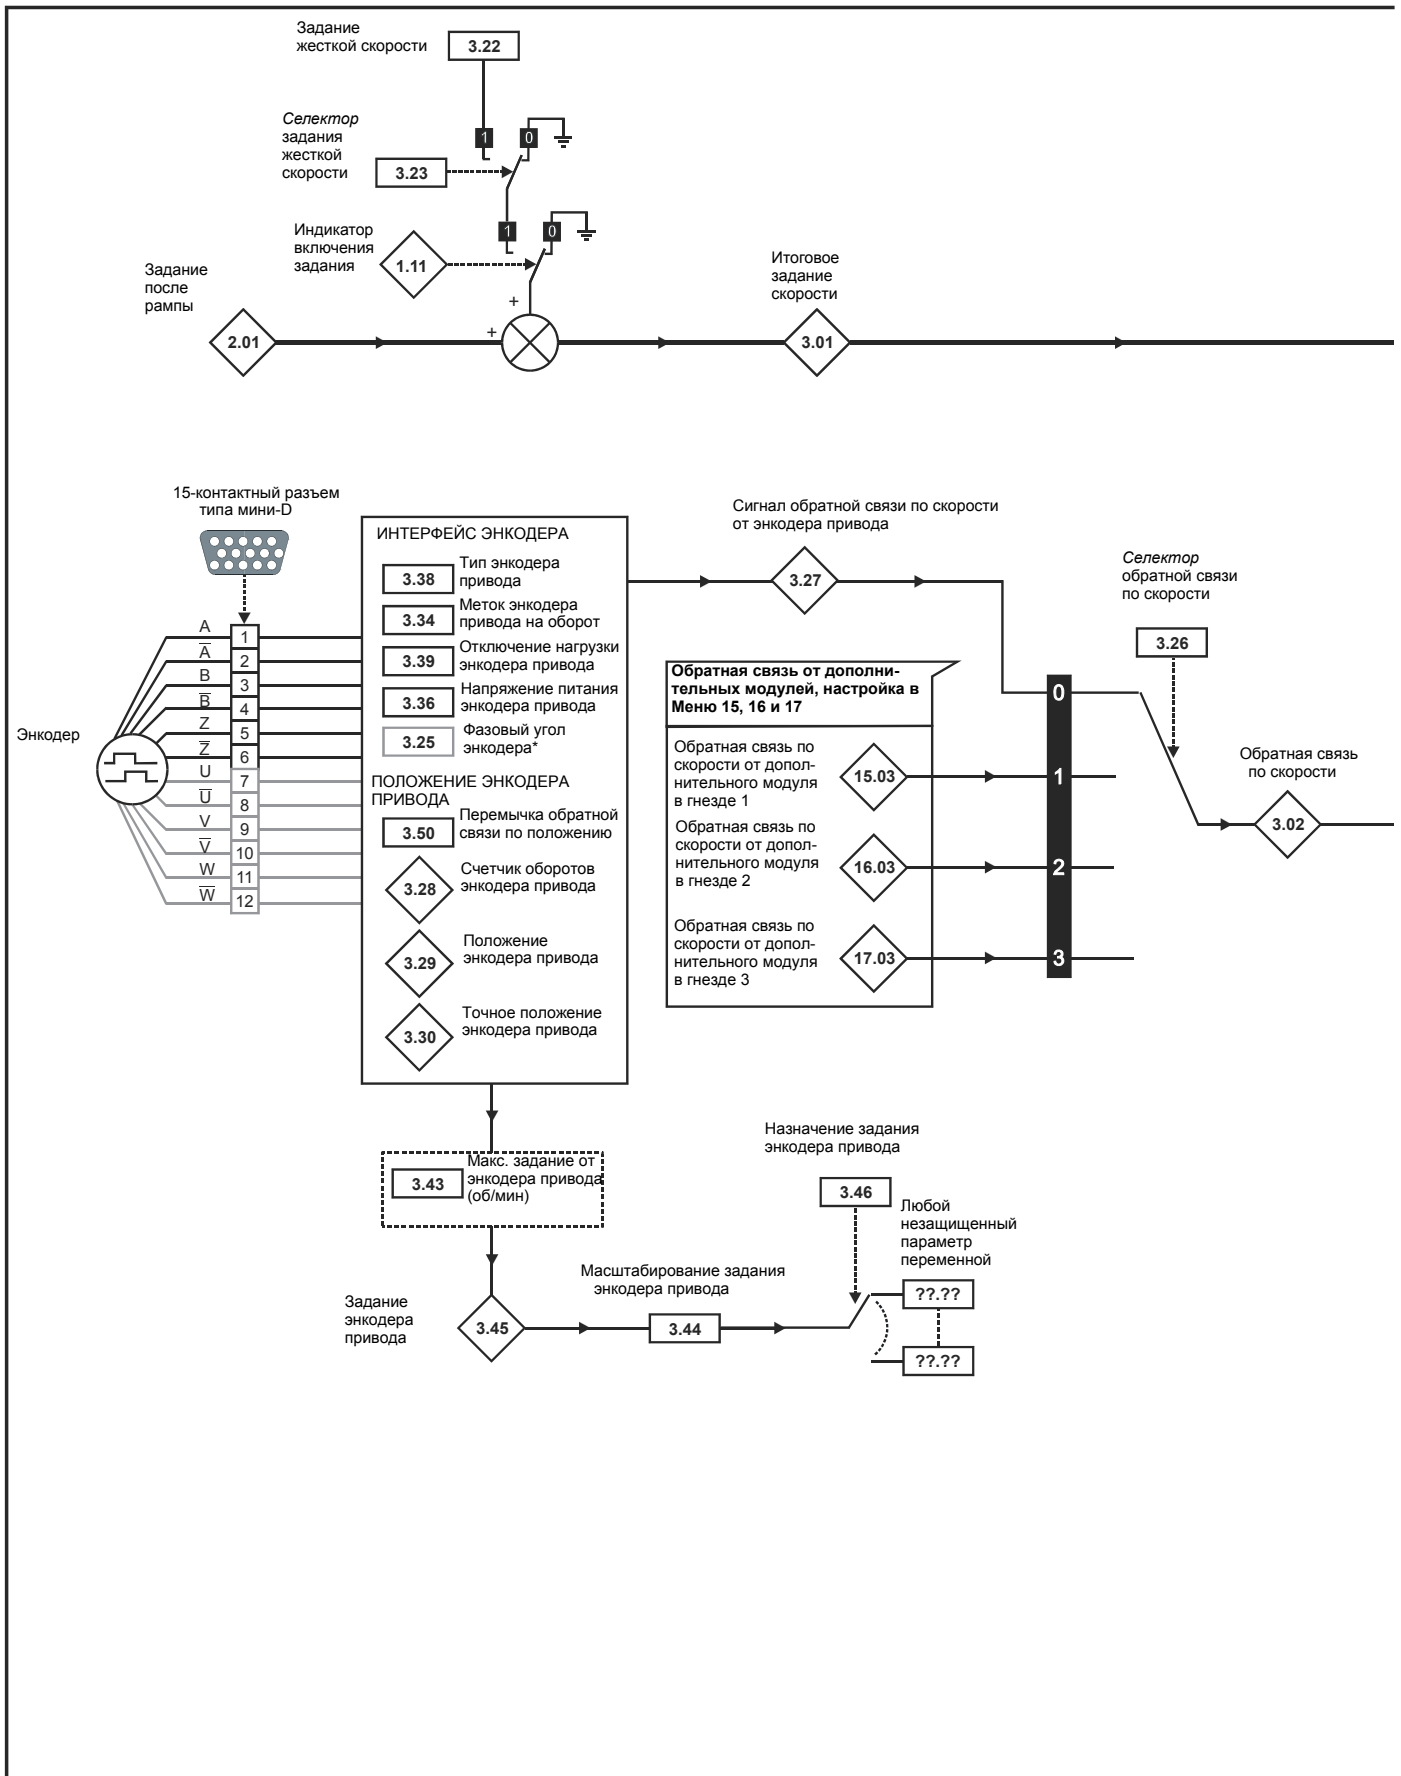 Задание
жесткой скорости
3.22
Селектор
задания
жесткой
скорости
3.23
1
0
Индикатор
включения
задания
1.11
1
0
Задание
после
рампы
2.01
+
+
Итоговое
задание
скорости
3.01
15-контактный разъем
типа мини-D
Энкодер
A
1
A̅
2
B
3
B̅
4
Z
5
Z̅
6
U
7
U̅
8
V
9
V̅
10
W
11
W̅
12
ИНТЕРФЕЙС ЭНКОДЕРА
3.38
Тип энкодера
привода
3.34
Меток энкодера
привода на оборот
3.39
Отключение нагрузки
энкодера привода
3.36
Напряжение питания
энкодера привода
3.25
Фазовый угол
энкодера*
ПОЛОЖЕНИЕ ЭНКОДЕРА
ПРИВОДА
3.50
Перемычка обратной
связи по положению
3.28
Счетчик оборотов
энкодера привода
3.29
Положение
энкодера привода
3.30
Точное положение
энкодера привода
Сигнал обратной связи по скорости
от энкодера привода
3.27
Обратная связь от дополни-
тельных модулей, настройка в
Меню 15, 16 и 17
Обратная связь по
скорости от допол-
нительного модуля
в гнезде 1
15.03
Обратная связь по
скорости от допол-
нительного модуля
в гнезде 2
16.03
Обратная связь по
скорости от допол-
нительного модуля
в гнезде 3
17.03
0
1
2
3
Селектор
обратной связи
по скорости
3.26
Обратная связь
по скорости
3.02
3.43
Макс. задание от
энкодера привода
(об/мин)
Задание
энкодера
привода
3.45
Масштабирование задания
энкодера привода
3.44
Назначение задания
энкодера привода
3.46
Любой
незащищенный
параметр
переменной
??.??
??.??